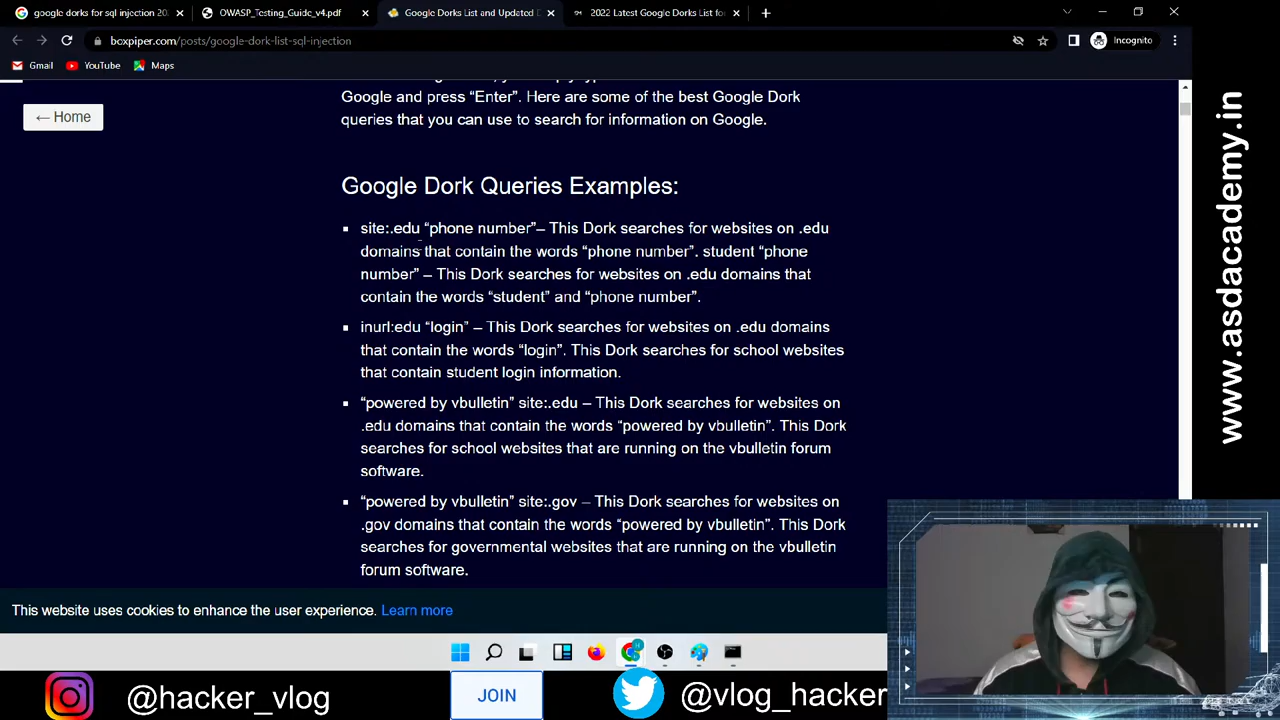 google dorks for sql injection 20
OWASP_Testing_Guide_v4.pdf
Google Dorks List and Updated D
2022 Latest Google Dorks List fo
boxpiper.com/posts/google-dork-list-sql-injection
Incognito
Gmail
YouTube
Maps
← Home
Google and press “Enter”. Here are some of the best Google Dork
queries that you can use to search for information on Google.
Google Dork Queries Examples:
site:.edu “phone number”– This Dork searches for websites on .edu
domains that contain the words “phone number”. student “phone
number” – This Dork searches for websites on .edu domains that
contain the words “student” and “phone number”.
inurl:edu “login” – This Dork searches for websites on .edu domains
that contain the words “login”. This Dork searches for school websites
that contain student login information.
“powered by vbulletin” site:.edu – This Dork searches for websites on
.edu domains that contain the words “powered by vbulletin”. This Dork
searches for school websites that are running on the vbulletin forum
software.
“powered by vbulletin” site:.gov – This Dork searches for websites on
.gov domains that contain the words “powered by vbulletin”. This Dork
searches for governmental websites that are running on the vbulletin
forum software.
This website uses cookies to enhance the user experience. Learn more
www.asdacademy.in
@hacker_vlog
JOIN
@vlog_hacker